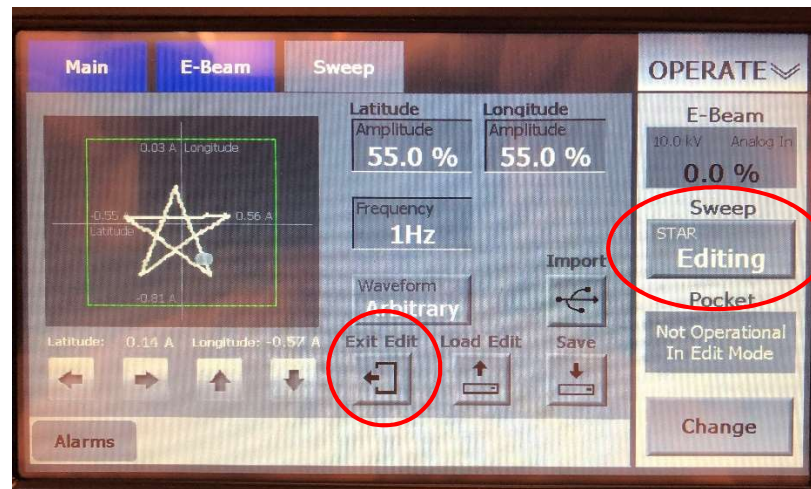 Main
E-Beam
Sweep
OPERATE
0.03 A Longitude
-0.55
0.56 A
Latitude
-0.81 A
Latitude
Amplitude
55.0 %
Longitude
Amplitude
55.0 %
Frequency
1Hz
Waveform
Arbitrary
Import
Latitude: 0.14 A Longitude: -0.57 A
Exit Edit
Load Edit
Save
Alarms
E-Beam
10.0 kV Analog In
0.0 %
Sweep
STAR
Editing
Pocket
Not Operational
In Edit Mode
Change